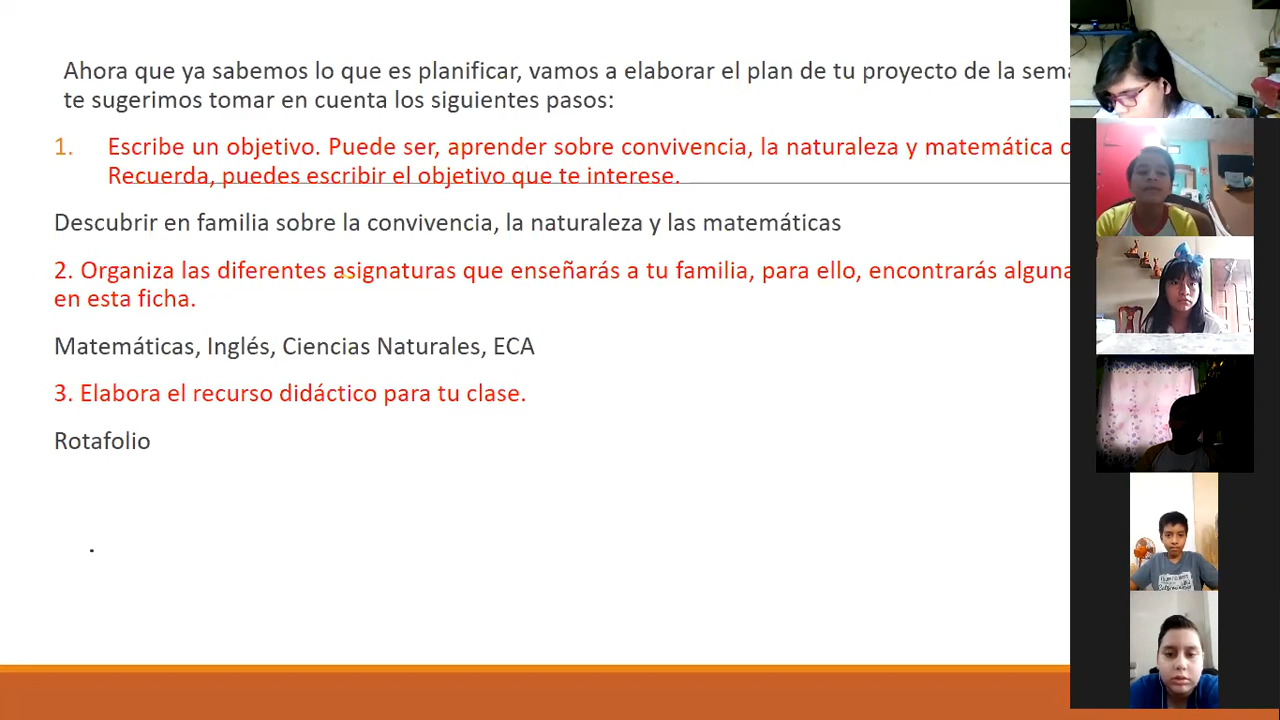 Ahora que ya sabemos lo que es planificar, vamos a elaborar el plan de tu proyecto de la
te sugerimos tomar en cuenta los siguientes pasos:
1. Escribe un objetivo. Puede ser, aprender sobre convivencia, la naturaleza y matemática
Recuerda, puedes escribir el objetivo que te interese.
Descubrir en familia sobre la convivencia, la naturaleza y las matemáticas
2. Organiza las diferentes asignaturas que enseñarás a tu familia, para ello, encontrarás
en esta ficha.
Matemáticas, Inglés, Ciencias Naturales, ECA
3. Elabora el recurso didáctico para tu clase.
Rotafolio